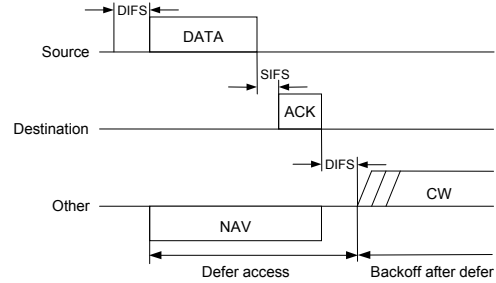 DIFS
DATA
Source
SIFS
ACK
Destination
DIFS
CW
Other
NAV
Defer access
Backoff after defer